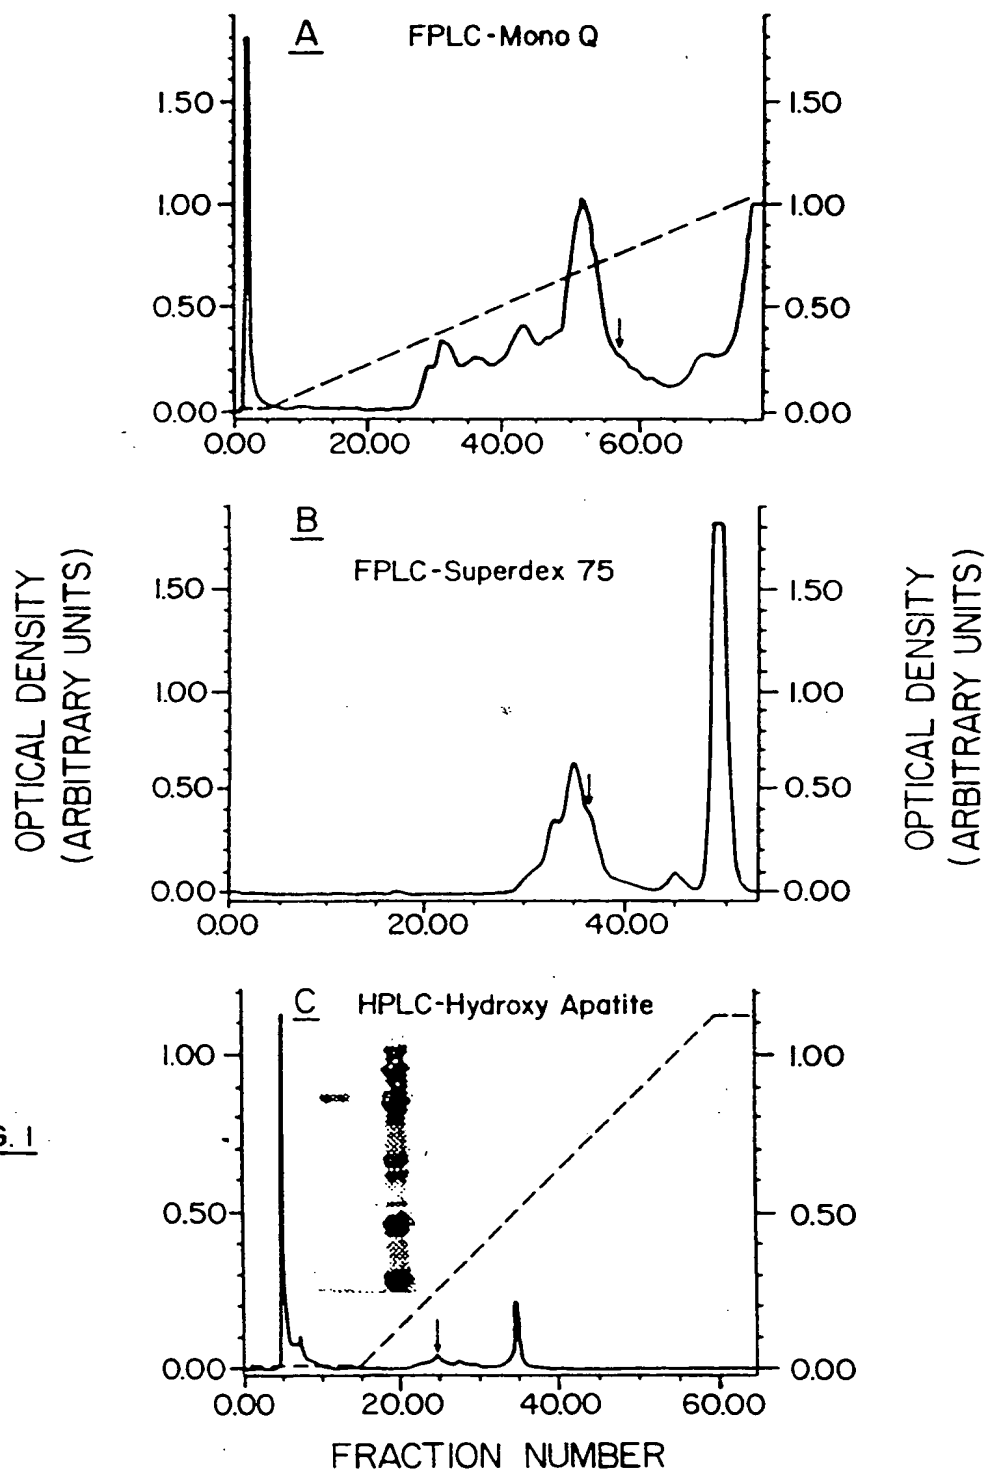 A
FPLC-Mono Q
1.50 1.50
1.00 1.00
0.50 0.50
0.00 0.00
0.00 20.00 40.00 60.00
B
FPLC-Superdex 75
1.50 1.50
1.00 1.00
0.50 0.50
0.00 0.00
0.00 20.00 40.00
OPTICAL DENSITY
(ARBITRARY UNITS)
OPTICAL DENSITY
(ARBITRARY UNITS)
C HPLC-Hydroxy Apatite
1.00 1.00
0.50 0.50
0.00 0.00
0.00 20.00 40.00 60.00
FRACTION NUMBER
G. 1